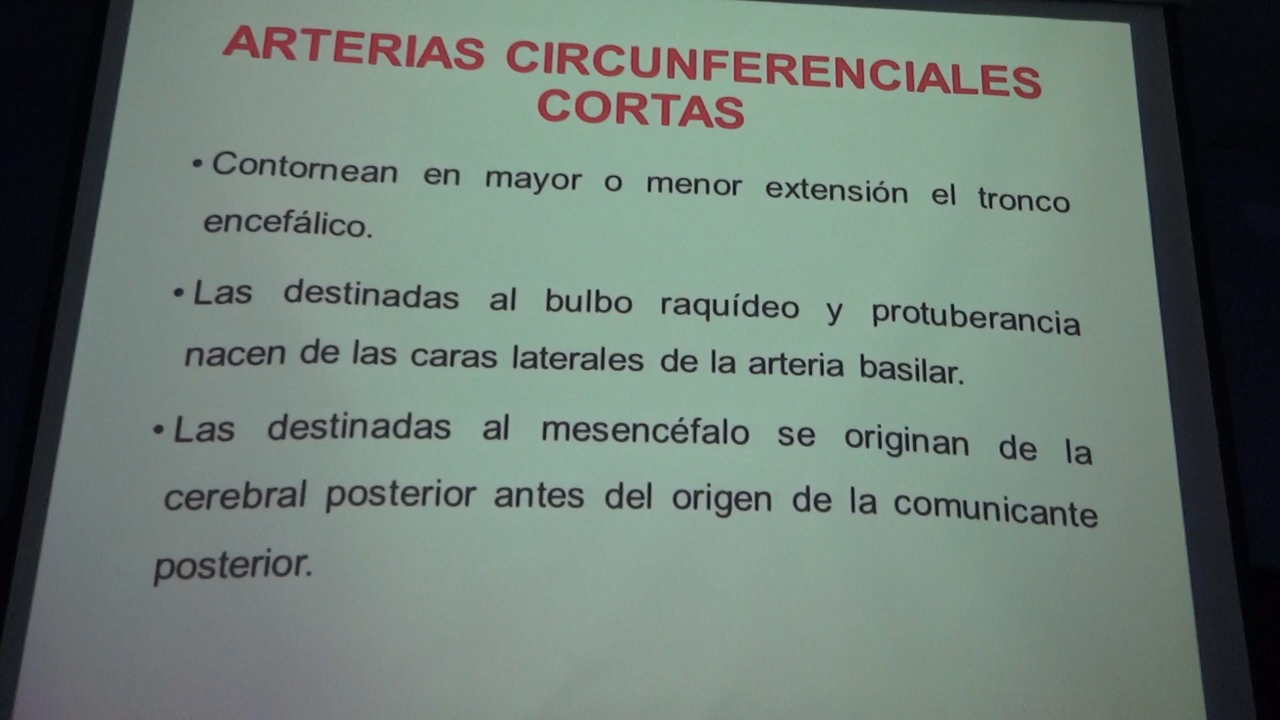 ARTERIAS CIRCUNFERENCIALES
CORTAS
• Contornean en mayor o menor extensión el tronco
encefálico.
• Las destinadas al bulbo raquídeo y protuberancia
nacen de las caras laterales de la arteria basilar.
• Las destinadas al mesencéfalo se originan de la
cerebral posterior antes del origen de la comunicante
posterior.